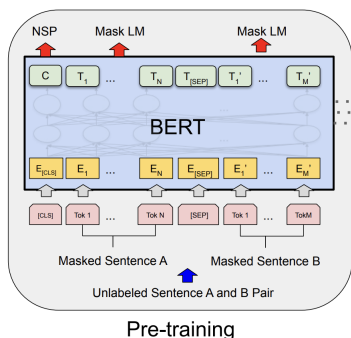 NSP Mask LM Mask LM
C T1 ... TN T[SEP] T1' ... TM'
BERT
E[CLS] E1 ... EN E[SEP] E1' ... EM'
[CLS] Tok 1 ... Tok N [SEP] Tok 1 ... TokM
Masked Sentence A Masked Sentence B
Unlabeled Sentence A and B Pair
Pre-training